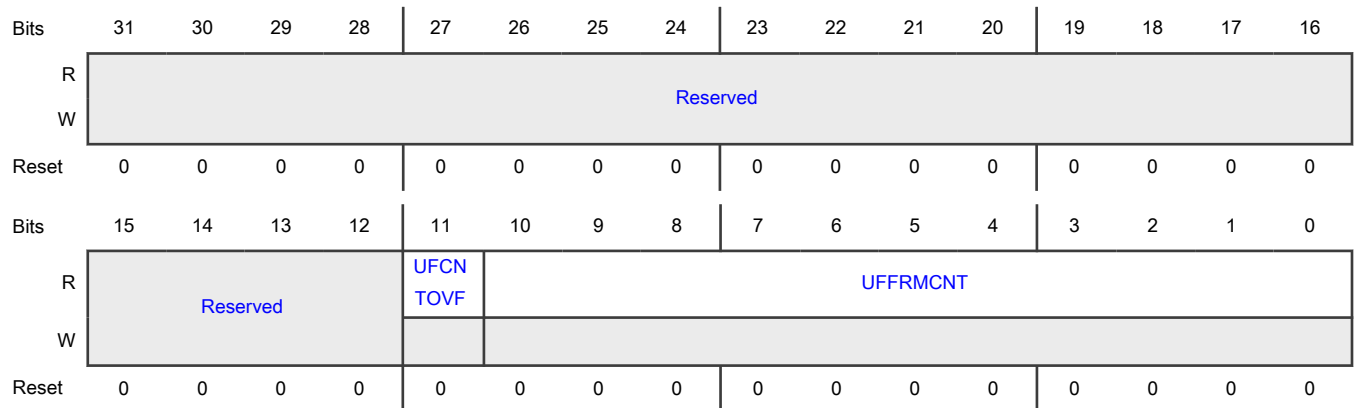 Bits 31 30 29 28 27 26 25 24 23 22 21 20 19 18 17 16
R
Reserved
W
Reset 0 0 0 0 0 0 0 0 0 0 0 0 0 0 0 0
Bits 15 14 13 12 11 10 9 8 7 6 5 4 3 2 1 0
R Reserved UFCN TOVF UFFRMCNT
W
Reset 0 0 0 0 0 0 0 0 0 0 0 0 0 0 0 0